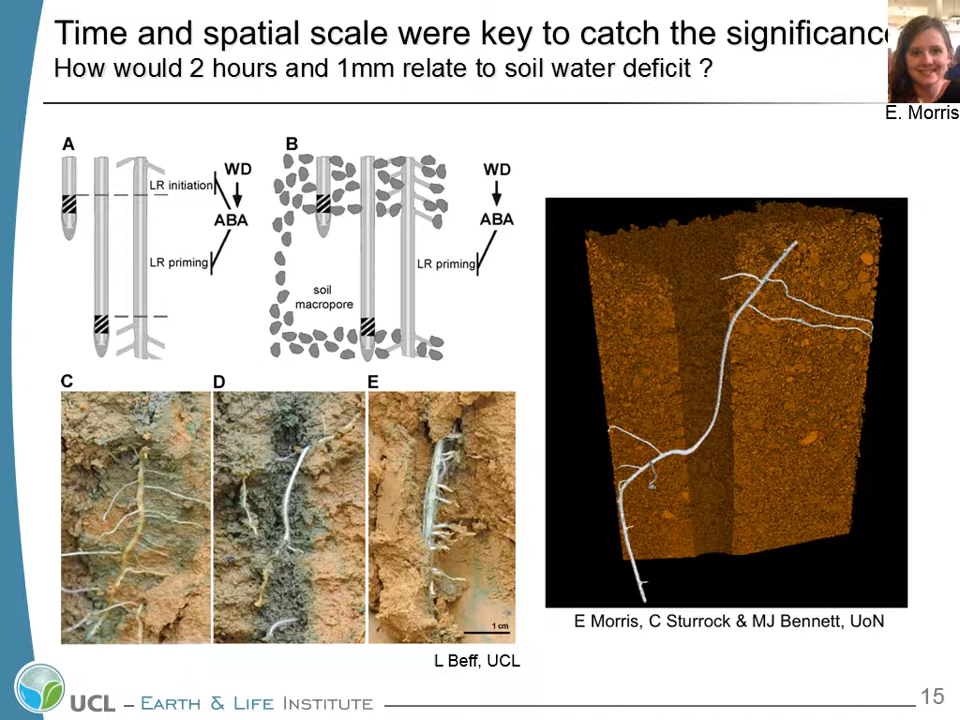 Time and spatial scale were key to catch the significance
How would 2 hours and 1mm relate to soil water deficit ?
E. Morris
A
B
WD
LR initiation
ABA
LR priming
WD
ABA
LR priming
soil
macropore
C
D
E
1 cm
L Beff, UCL
E Morris, C Sturrock & MJ Bennett, UoN
UCL – EARTH & LIFE INSTITUTE
15